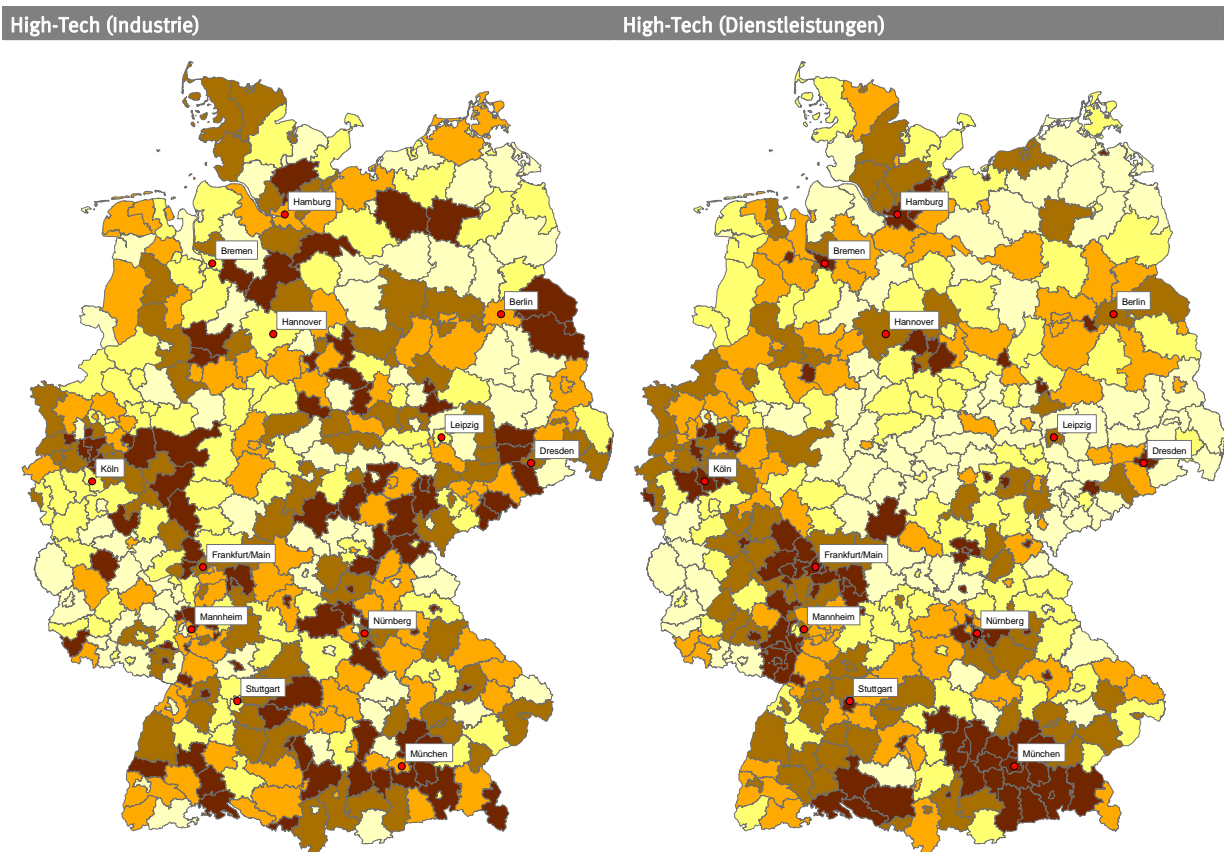 High-Tech (Industrie)
High-Tech (Dienstleistungen)
Hamburg
Bremen
Berlin
Hannover
Leipzig
Dresden
Köln
Frankfurt/Main
Mannheim
Nürnberg
Stuttgart
München
Hamburg
Bremen
Berlin
Hannover
Leipzig
Dresden
Köln
Frankfurt/Main
Mannheim
Nürnberg
Stuttgart
München